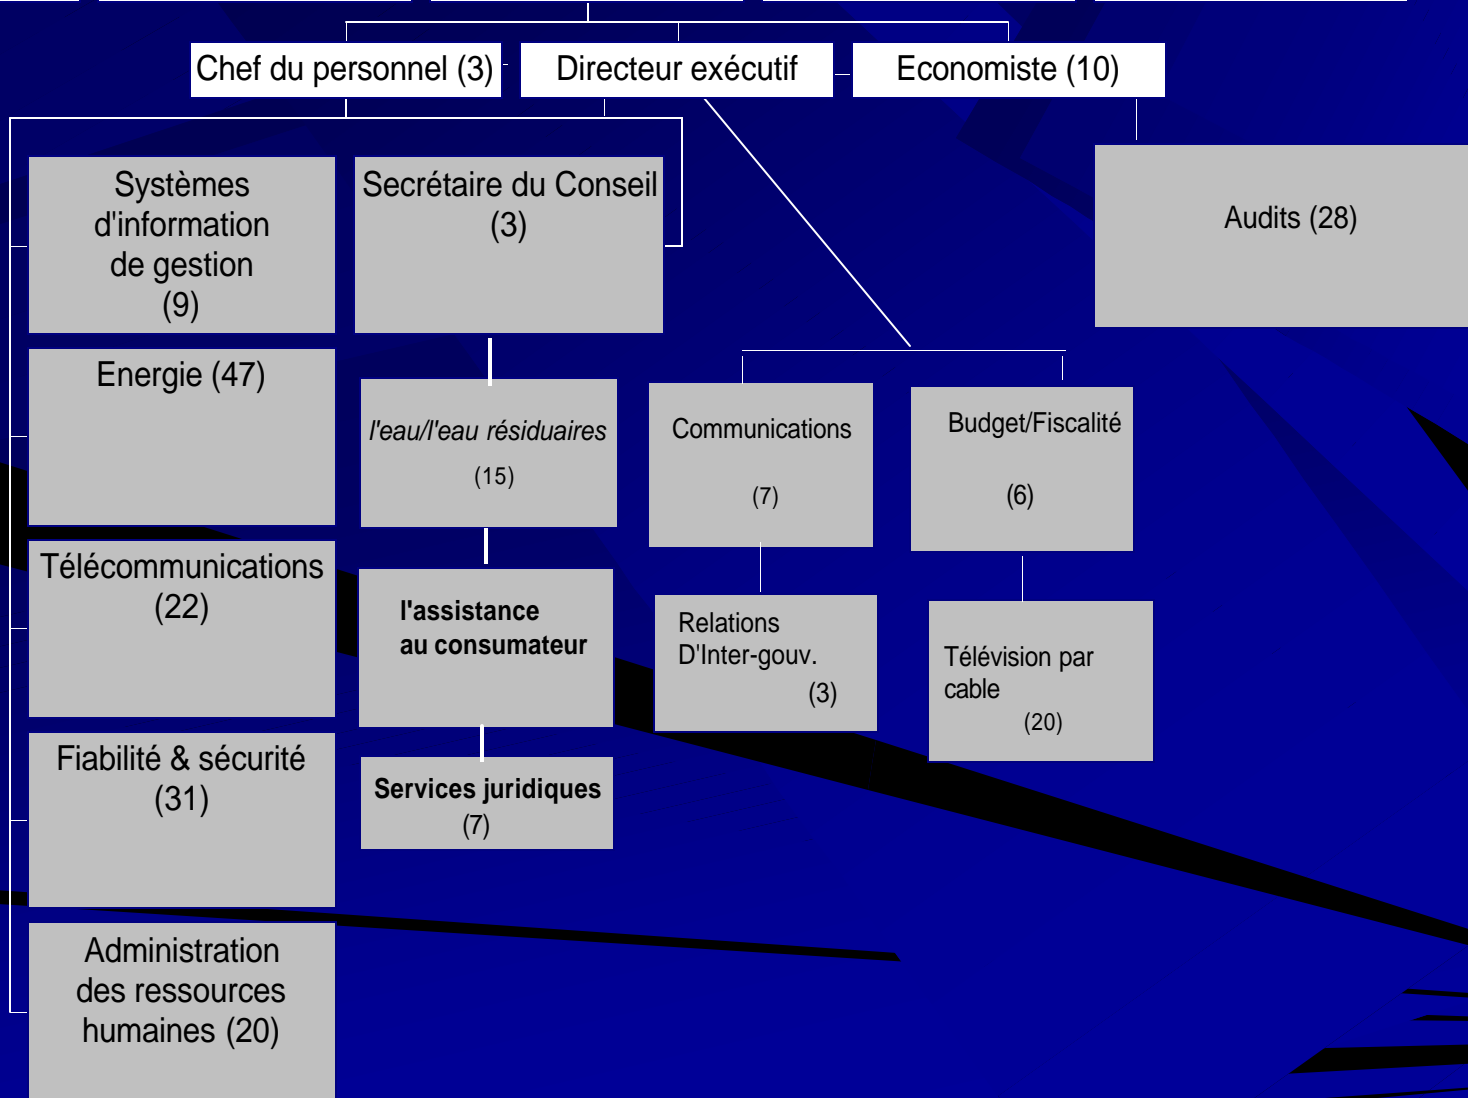 Chef du personnel (3)
Directeur exécutif
Economiste (10)
Systèmes
d'information
de gestion
(9)
Secrétaire du Conseil
(3)
Audits (28)
Energie (47)
l'eau/l'eau résiduaires
(15)
Communications
(7)
Budget/Fiscalité
(6)
Télécommunications
(22)
l'assistance
au consumateur
Relations
D'Inter-gouv.
(3)
Télévision par
cable
(20)
Fiabilité & sécurité
(31)
Services juridiques
(7)
Administration
des ressources
humaines (20)